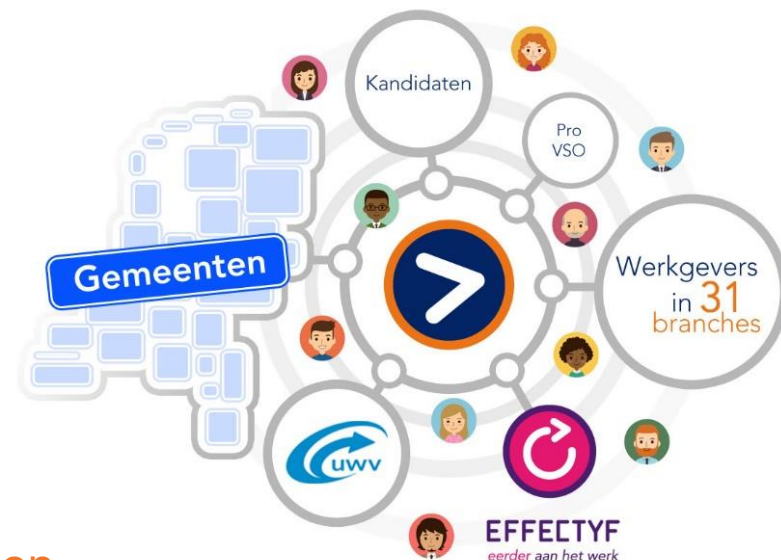 Kandidaten
Pro
VSO
Gemeenten
Werkgevers
in 31
branches
uwv
EFFECTYF
eerder aan het werk